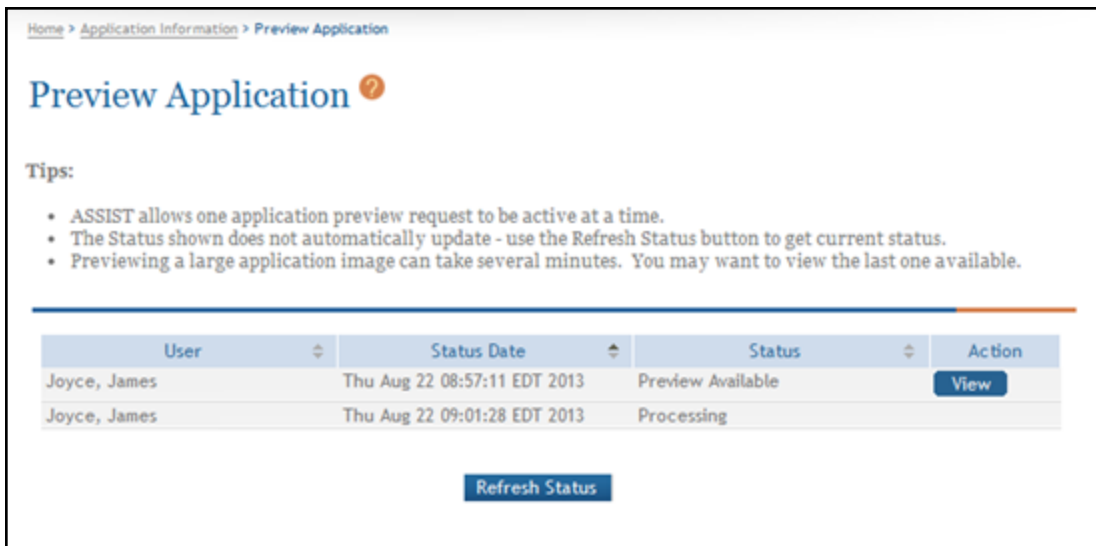 Home > Application Information > Preview Application
Preview Application ?
Tips:
• ASSIST allows one application preview request to be active at a time.
• The Status shown does not automatically update - use the Refresh Status button to get current status.
• Previewing a large application image can take several minutes.  You may want to view the last one available.
User Status Date Status Action
Joyce, James Thu Aug 22 08:57:11 EDT 2013 Preview Available View
Joyce, James Thu Aug 22 09:01:28 EDT 2013 Processing
Refresh Status